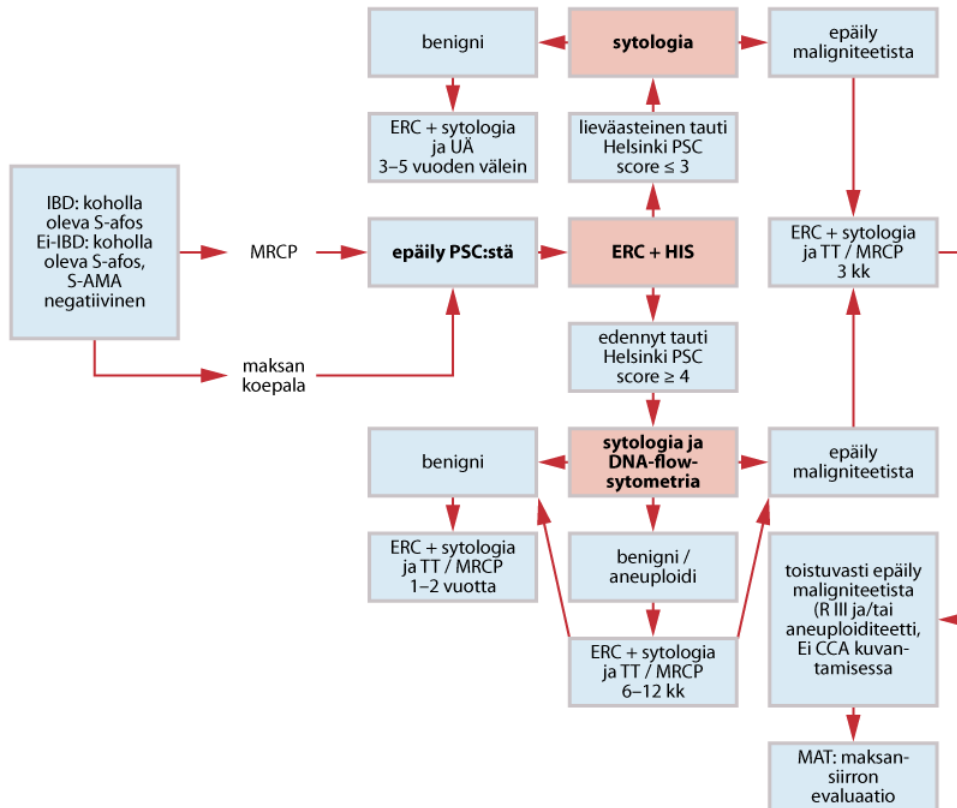 benigni
sytologia
epäily
maligniteetista
ERC + sytologia
ja UÄ
3–5 vuoden välein
lieväasteinen tauti
Helsinki PSC
score ≤ 3
IBD: koholla
oleva S-afos
Ei-IBD: koholla
oleva S-afos,
S-AMA
negatiivinen
MRCP
epäily PSC:stä
ERC + HIS
ERC + sytologia
ja TT / MRCP
3 kk
maksan
koepala
edennyt tauti
Helsinki PSC
score ≥ 4
benigni
sytologia ja
DNA-flow-
sytometria
epäily
maligniteetista
ERC + sytologia
ja TT / MRCP
1–2 vuotta
benigni /
aneuploidi
toistuvasti epäily
maligniteetista
(R III ja/tai
aneuploiditeetti,
Ei CCA kuvan-
tamisessa
ERC + sytologia
ja TT / MRCP
6–12 kk
MAT: maksan-
siirron
evaluaatio